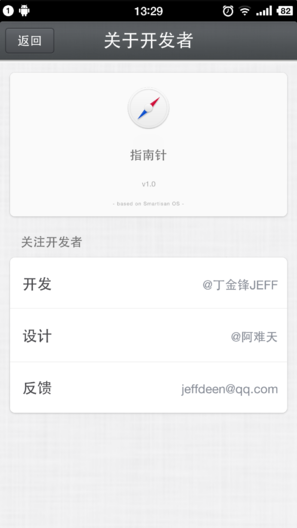 1 13:29 82
返回 关于开发者
指南针
v1.0
- based on Smartisan OS -
关注开发者
开发 @丁金锋JEFF
设计 @阿难天
反馈 jeffdeen@qq.com